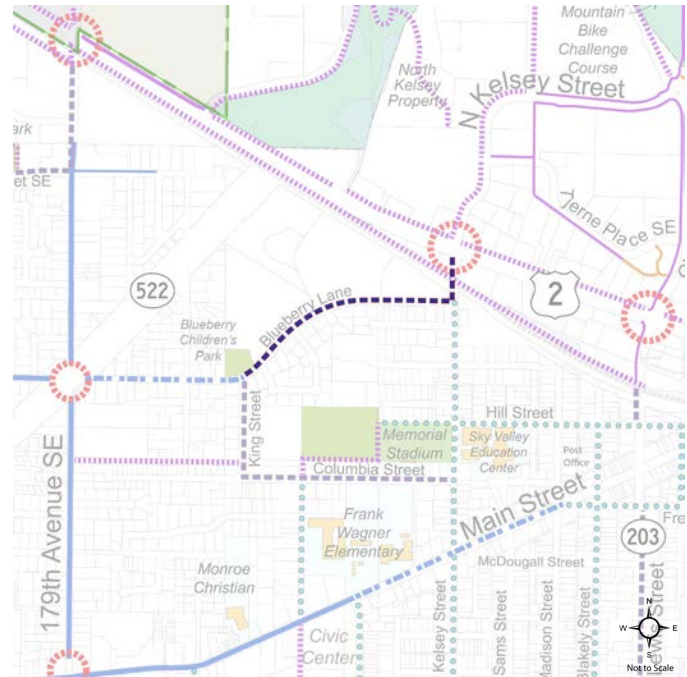 Mountain
Bike
Challenge
Course
North
Kelsey
Property
N Kelsey Street
ark
et SE
Tjerne Place SE
522
2
Blueberry Lane
Blueberry
Children's
Park
King Street
Hill Street
Memorial
Stadium
Sky Valley
Education
Center
Post
Office
Columbia Street
Main Street
179th Avenue SE
Frank
Wagner
Elementary
Fre
203
McDougall Street
Monroe
Christian
Civic
Center
Kelsey Street
Sams Street
Madison Street
Blakely Street
Lewis Street
N
W
E
S
Not to Scale